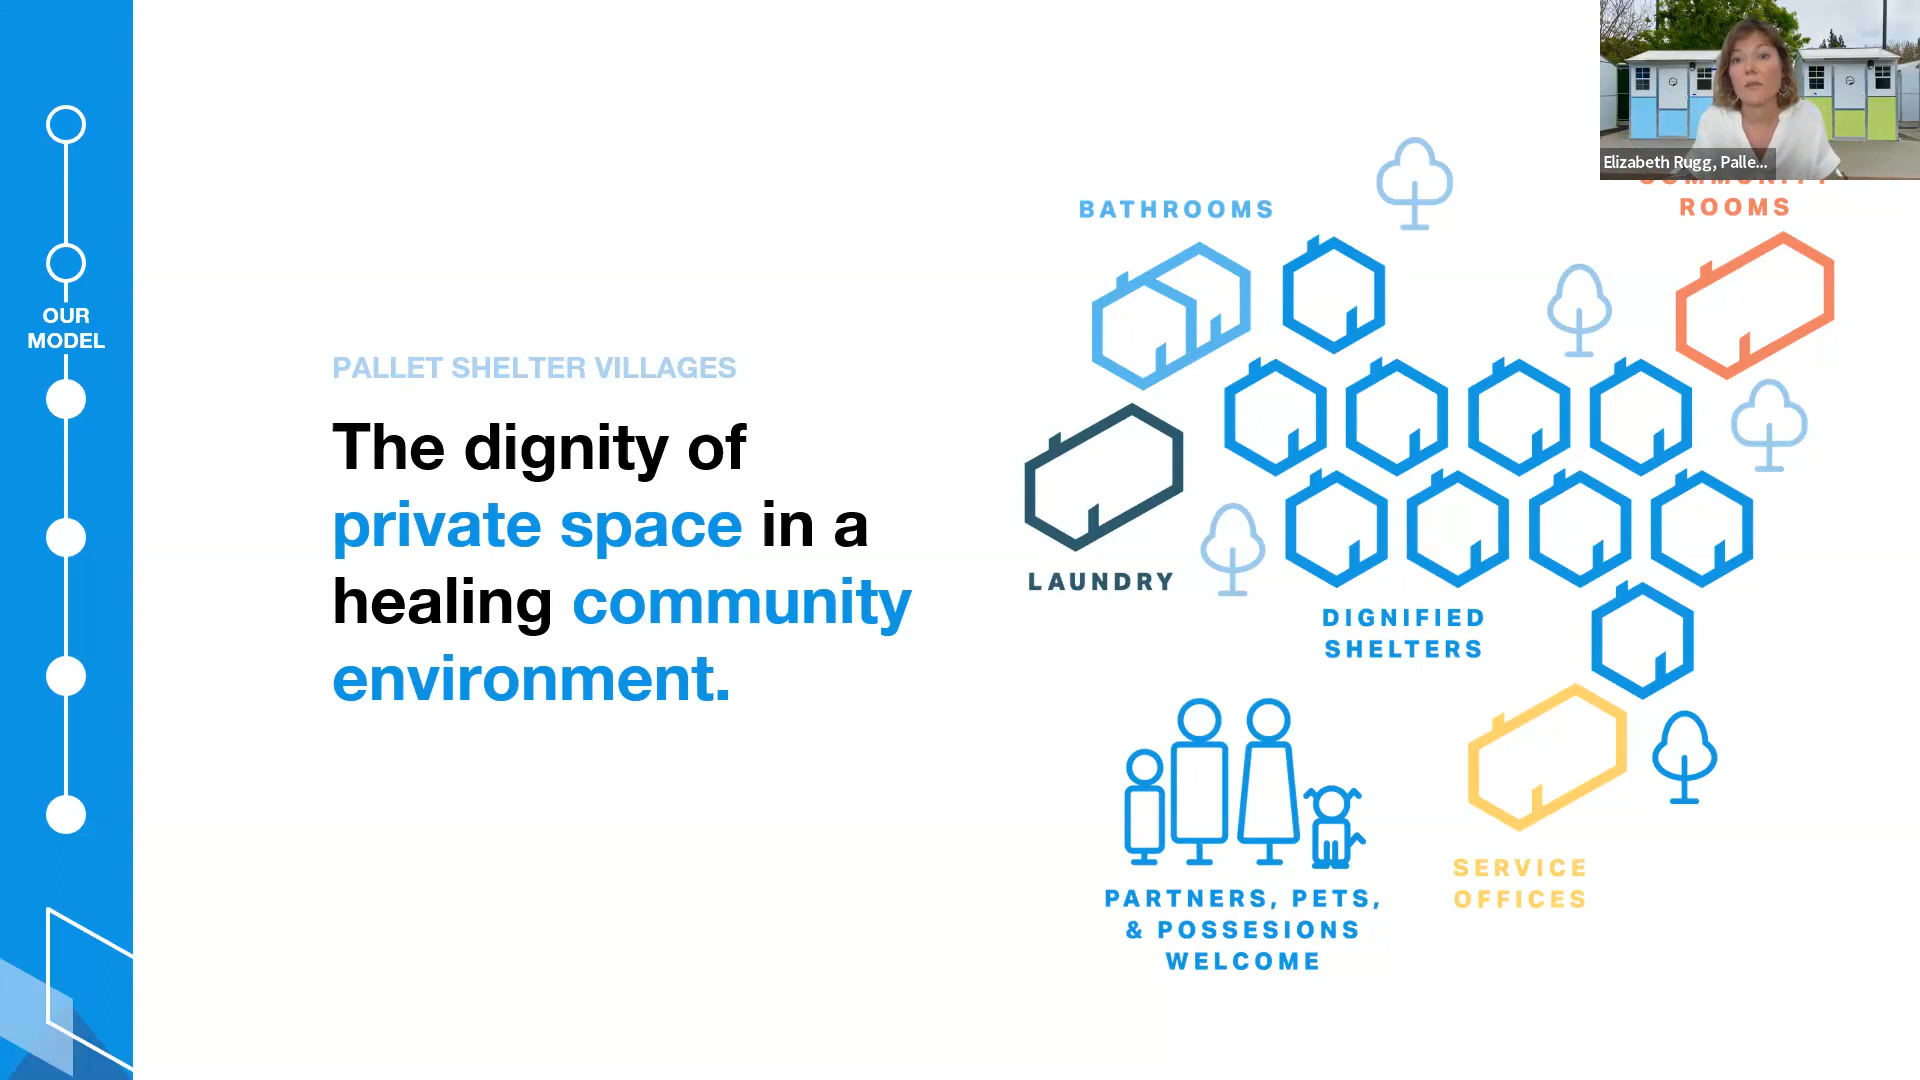 OUR
MODEL
PALLET SHELTER VILLAGES
The dignity of
private space in a
healing community
environment.
BATHROOMS
COMMUNITY
ROOMS
LAUNDRY
DIGNIFIED
SHELTERS
PARTNERS, PETS,
& POSSESIONS
WELCOME
SERVICE
OFFICES
Elizabeth Rugg, Palle...